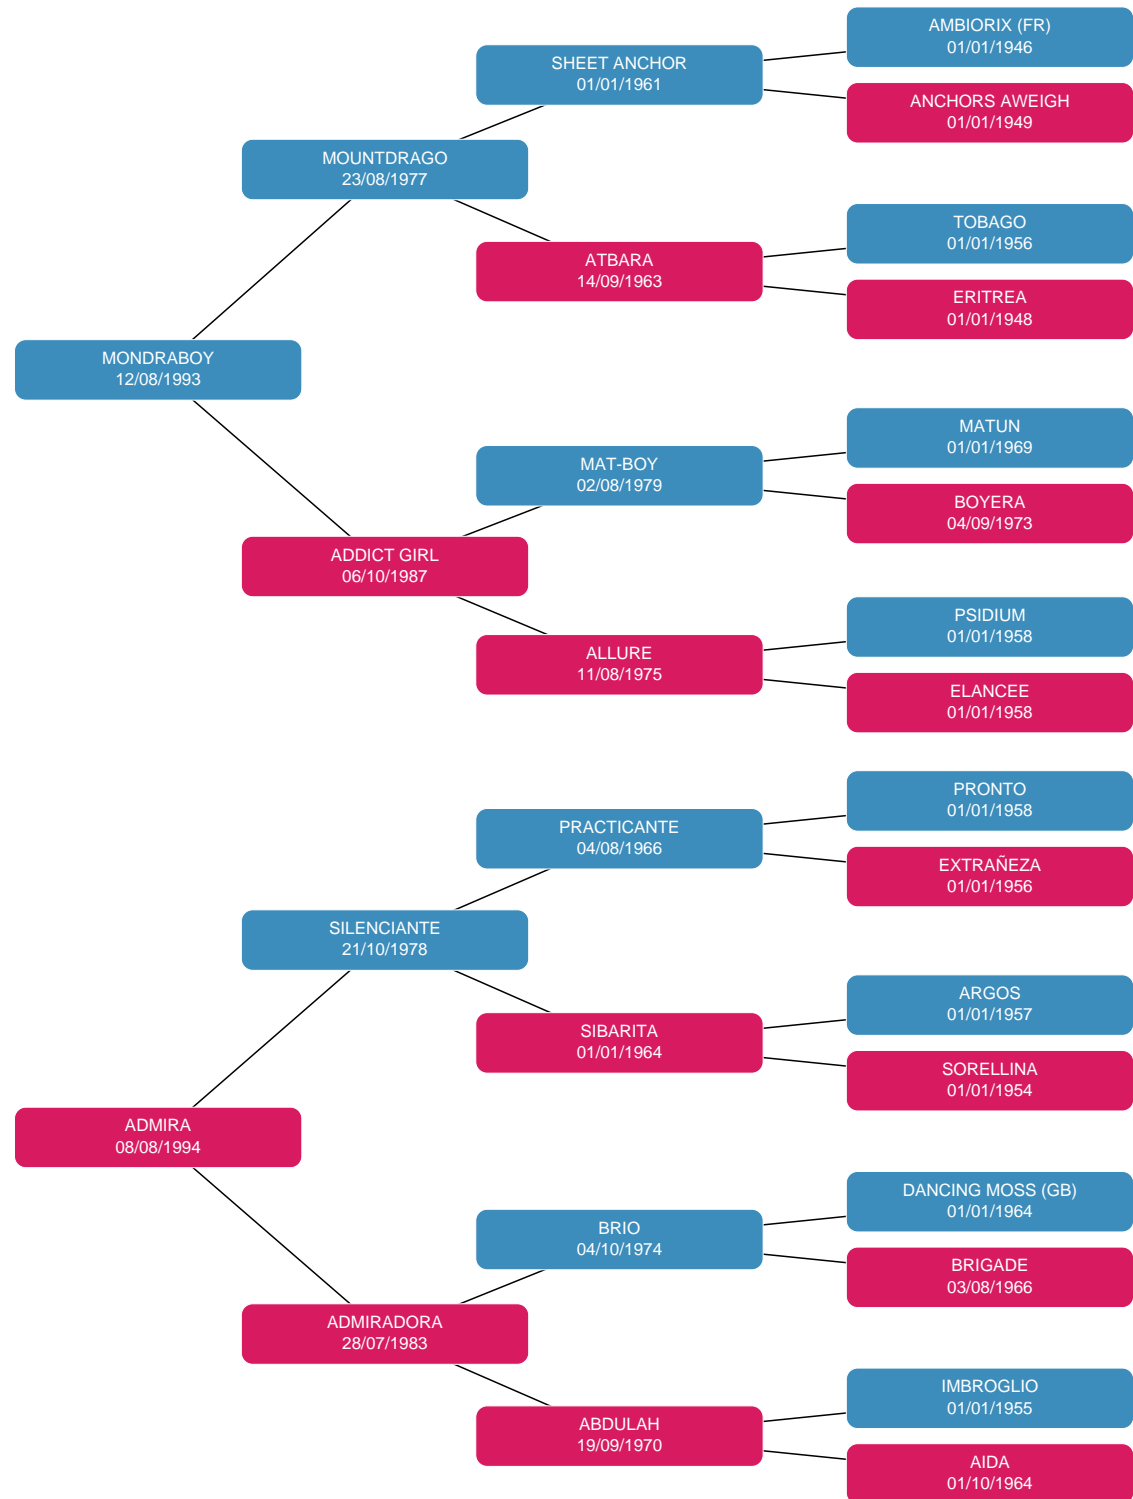 AMBIORIX (FR)
01/01/1946
SHEET ANCHOR
01/01/1961
ANCHORS AWEIGH
01/01/1949
MOUNTDRAGO
23/08/1977
TOBAGO
01/01/1956
ATBARA
14/09/1963
ERITREA
01/01/1948
MONDRABOY
12/08/1993
MATUN
01/01/1969
MAT-BOY
02/08/1979
BOYERA
04/09/1973
ADDICT GIRL
06/10/1987
PSIDIUM
01/01/1958
ALLURE
11/08/1975
ELANCEE
01/01/1958
PRONTO
01/01/1958
PRACTICANTE
04/08/1966
EXTRAÑEZA
01/01/1956
SILENCIANTE
21/10/1978
ARGOS
01/01/1957
SIBARITA
01/01/1964
SORELLINA
01/01/1954
ADMIRA
08/08/1994
DANCING MOSS (GB)
01/01/1964
BRIO
04/10/1974
BRIGADE
03/08/1966
ADMIRADORA
28/07/1983
IMBROGLIO
01/01/1955
ABDULAH
19/09/1970
AIDA
01/10/1964